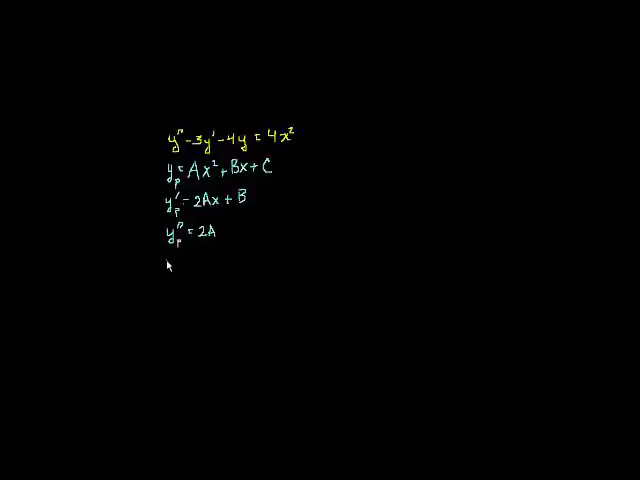 y'' - 3y' - 4y = 4x²
yₚ = Ax² + Bx + C
yₚ' = 2Ax + B
yₚ'' = 2A